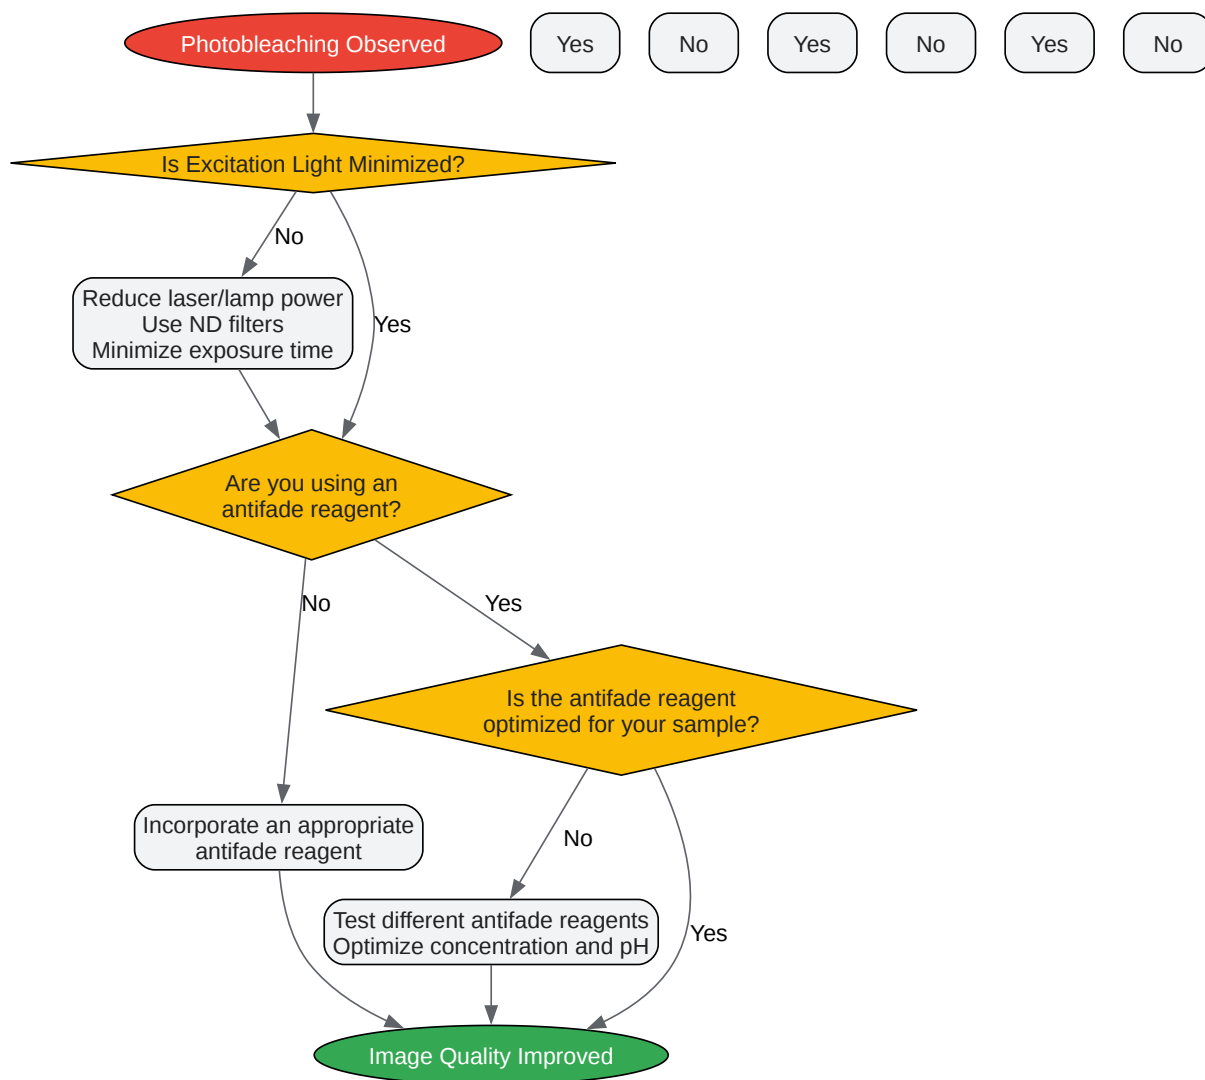 Photobleaching Observed
Yes
No
Yes
No
Yes
No
Is Excitation Light Minimized?
No
Reduce laser/lamp power
Use ND filters
Minimize exposure time
Yes
Are you using an
antifade reagent?
No
Yes
Is the antifade reagent
optimized for your sample?
Incorporate an appropriate
antifade reagent
No
Test different antifade reagents
Optimize concentration and pH
Yes
Image Quality Improved